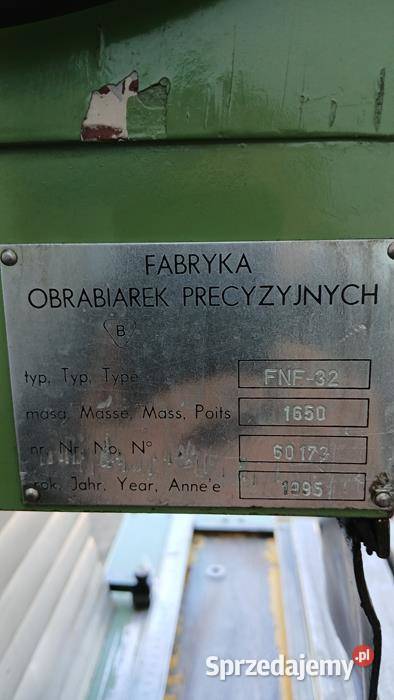 FABRYKA
OBRABIAREK PRECYZYJNYCH
B
typ, Typ, Type FNF-32
masa, Masse, Mass, Poits 1650
nr, Nr, No, N° 60173
rok, Jahr, Year, Anne'e 1995
Sprzedajemy.pl